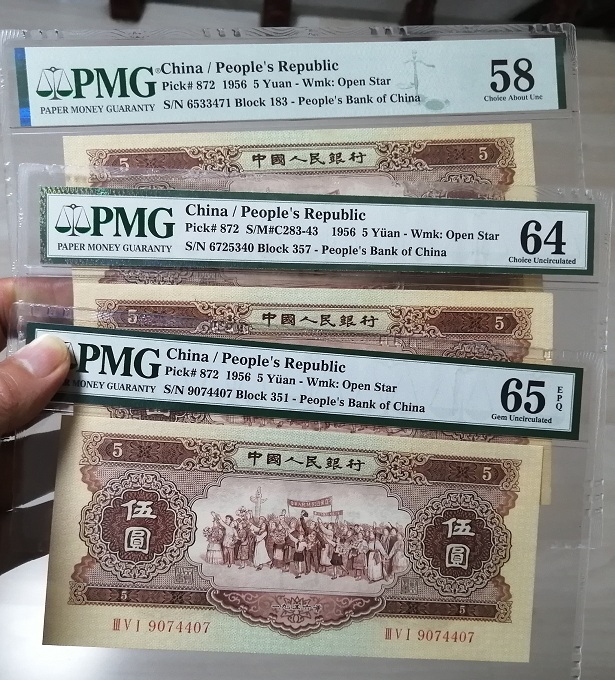 PMG China / People's Republic
Pick# 872 1956 5 Yuan - Wmk: Open Star
PAPER MONEY GUARANTY S/N 6533471 Block 183 - People's Bank of China
58
Choice About Unc
5 中國人民銀行 5
PMG China / People's Republic
Pick# 872 S/M#C283-43 1956 5 Yüan - Wmk: Open Star
PAPER MONEY GUARANTY S/N 6725340 Block 357 - People's Bank of China
64
Choice Uncirculated
5 中國人民銀行 5
PMG China / People's Republic
Pick# 872 1956 5 Yüan - Wmk: Open Star
MONEY GUARANTY S/N 9074407 Block 351 - People's Bank of China
65 EPQ
Gem Uncirculated
5 中國人民銀行 5
伍圓 伍圓
5 5
III V I 9074407 III V I 9074407